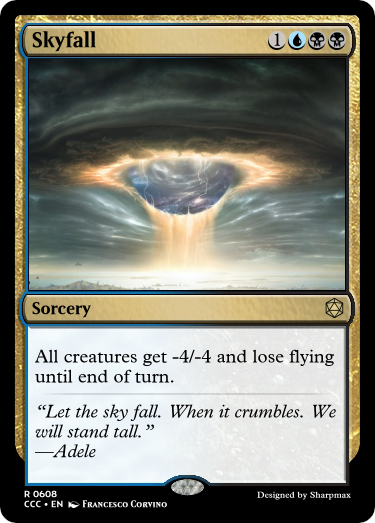 Skyfall 1
Sorcery
All creatures get -4/-4 and lose flying
until end of turn.
“Let the sky fall. When it crumbles. We
will stand tall.”
—Adele
R 0608
CCC • EN Francesco Corvino
Designed by Sharpmax